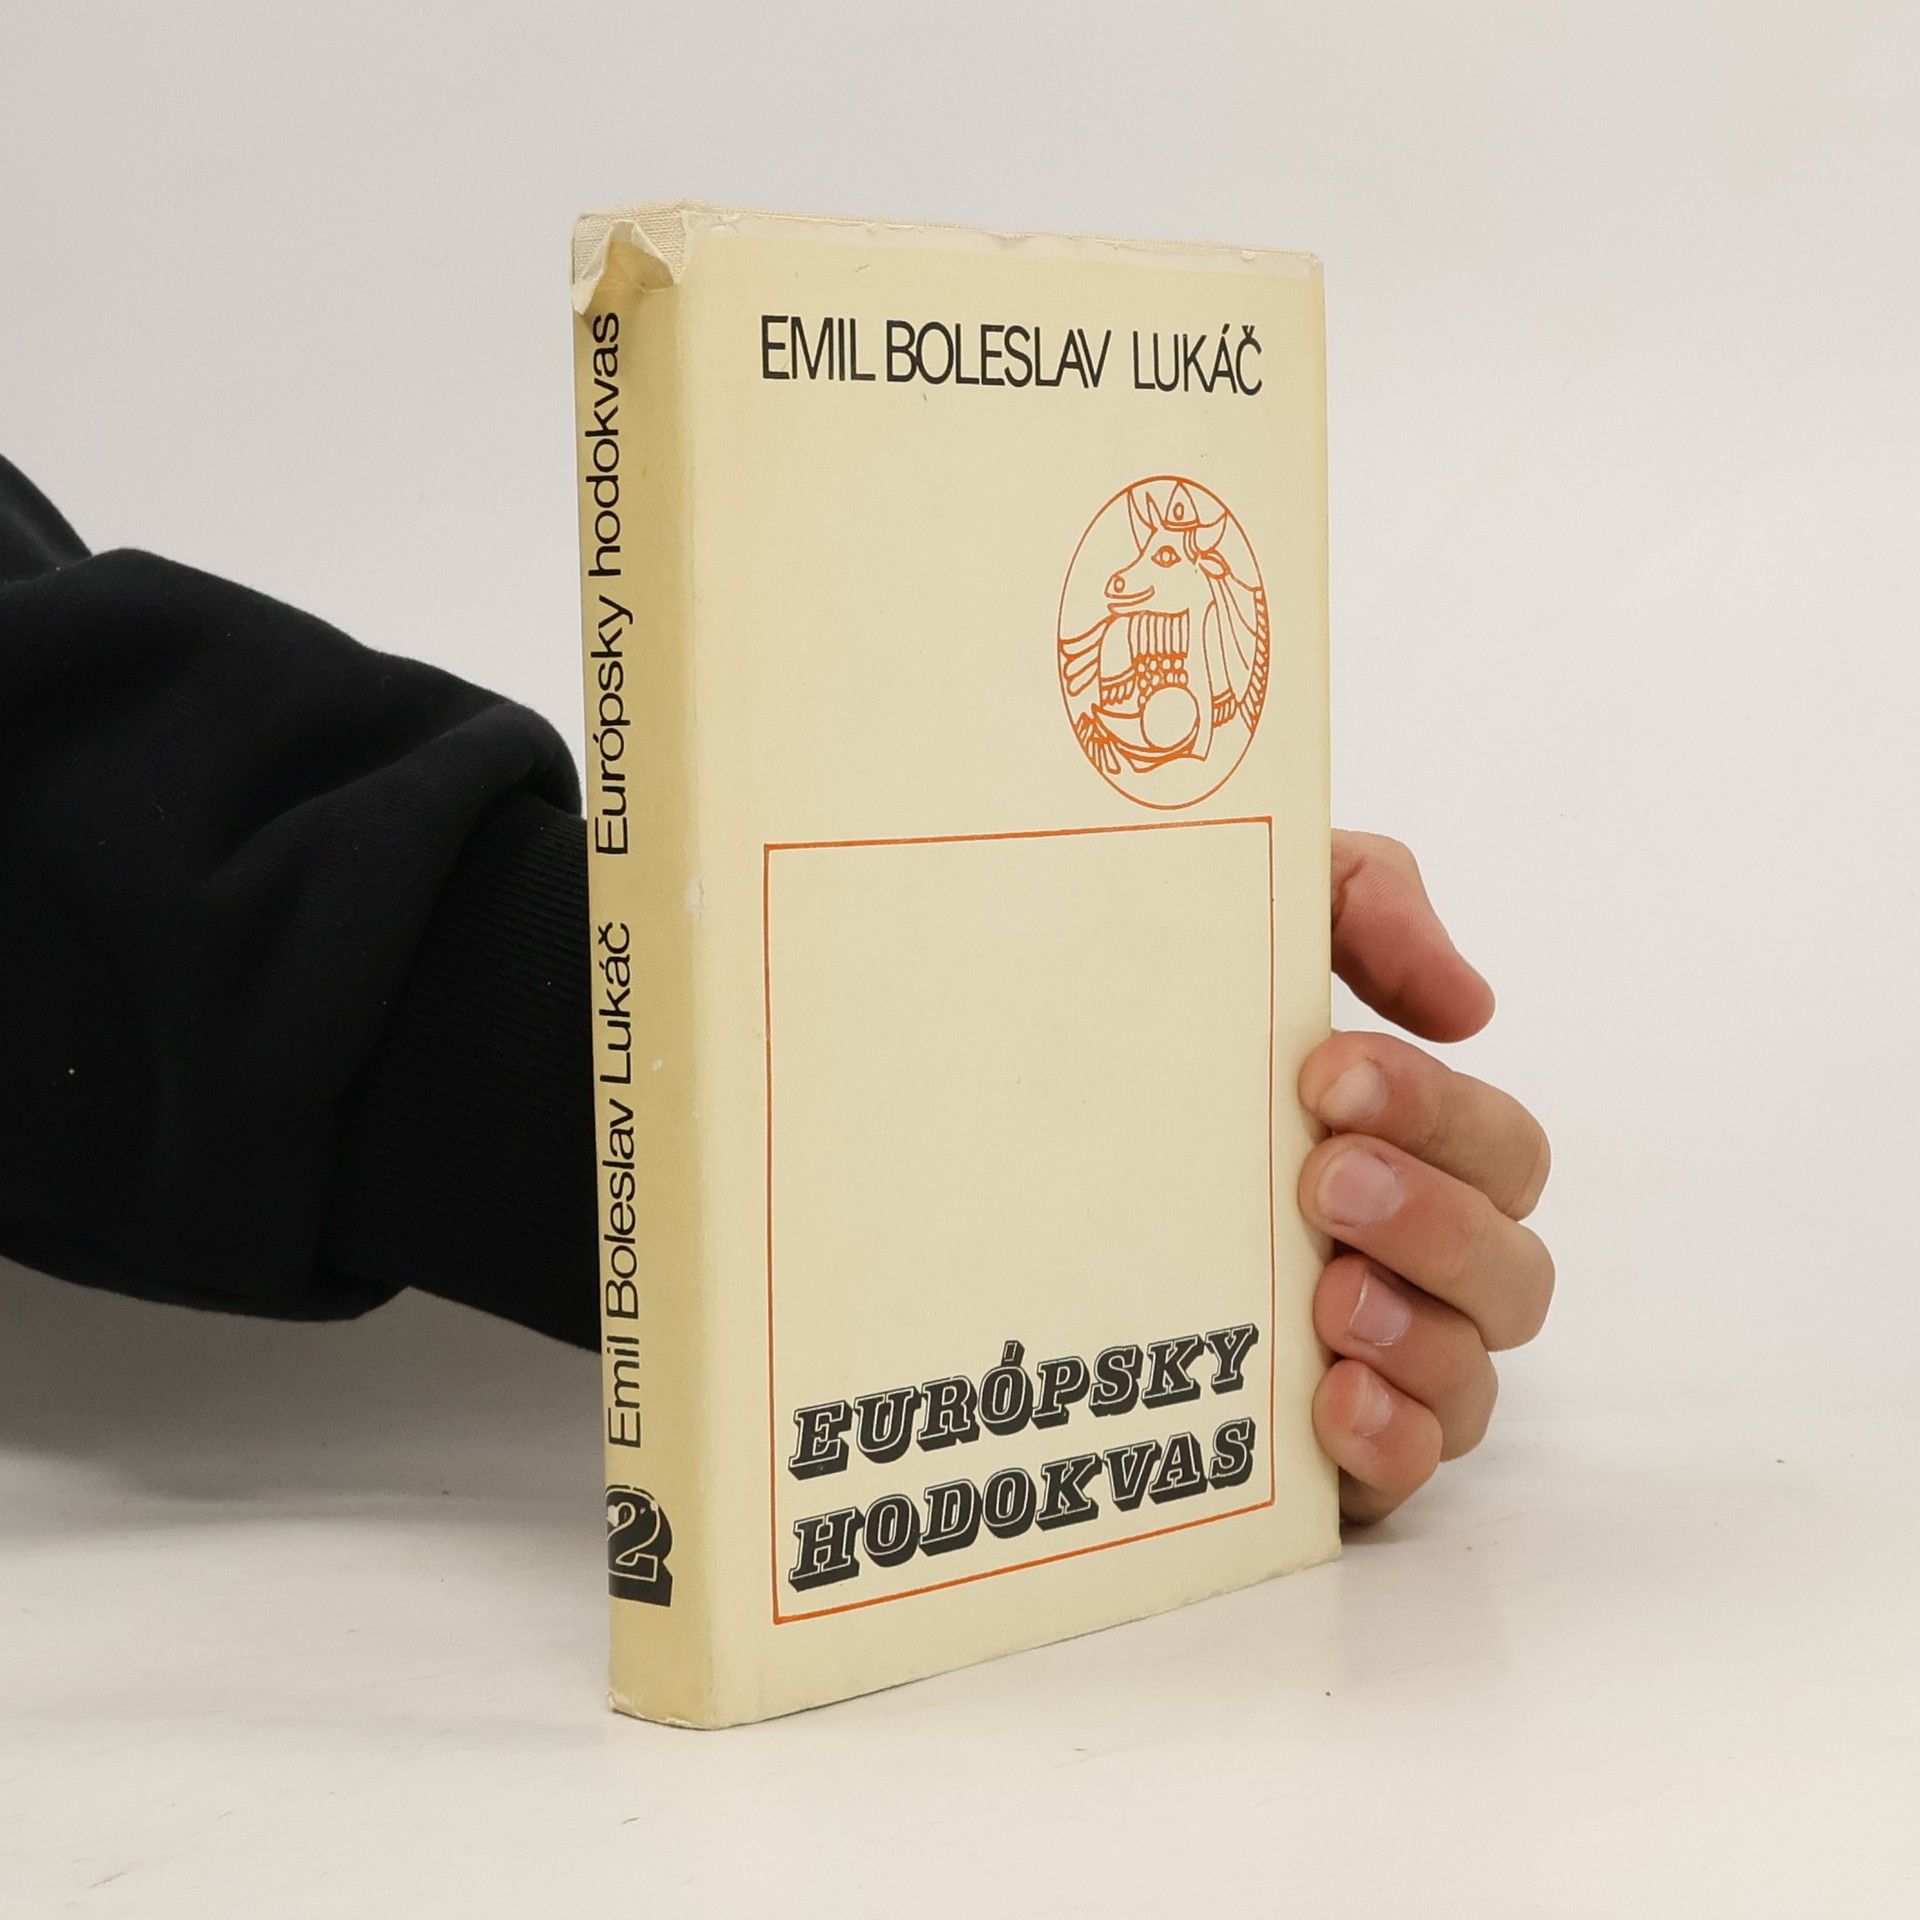 EMIL BOLESLAV LUKÁČ
EURÓPSKY
HODOKVAS
2 Emil Boleslav Lukáč Európsky hodokvas